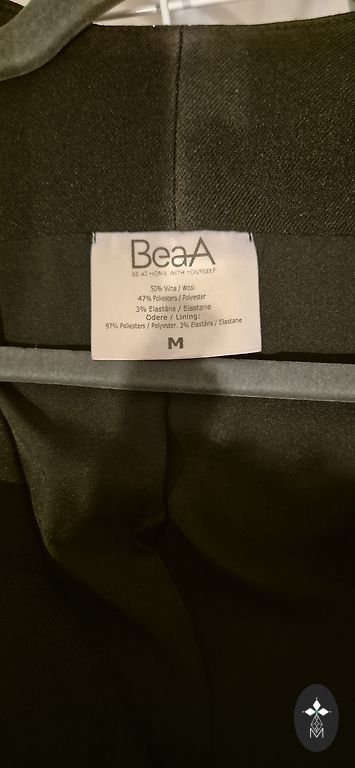 BeaA
BE AT HOME WITH YOURSELF
50% Vilna / Wool
47% Poliesters / Polyester
3% Elastāns / Elastane
Odere / Lining:
97% Poliesters / Polyester, 3% Elastāns / Elastane
M
M